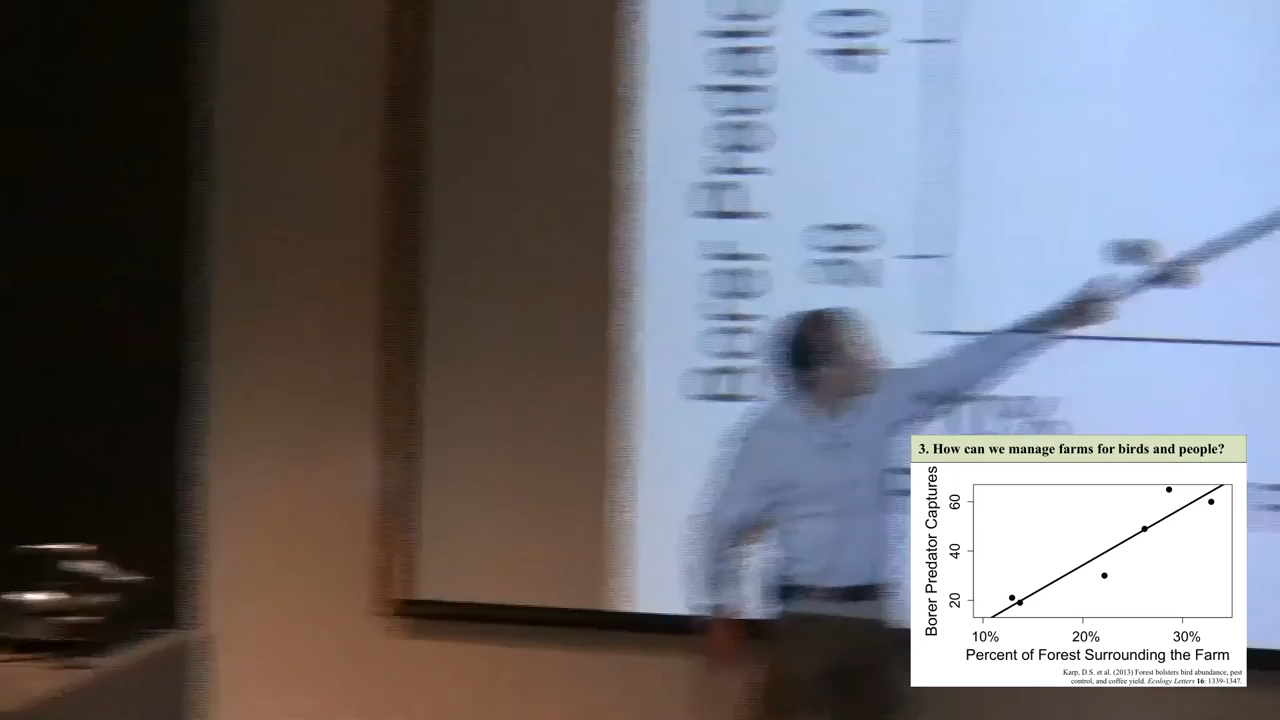 40
20
3. How can we manage farms for birds and people?
Borer Predator Captures
60
40
20
10%
20%
30%
Percent of Forest Surrounding the Farm
Karp, D.S. et al. (2013) Forest bolsters bird abundance, pest
control, and coffee yield. Ecology Letters 16: 1339-1347.